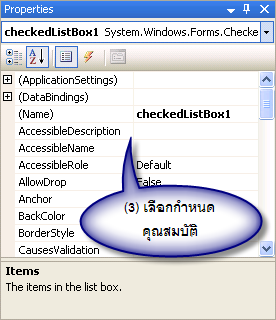 Properties
checkedListBox1 System.Windows.Forms.Checke
(ApplicationSettings)
(DataBindings)
(Name) checkedListBox1
AccessibleDescription
AccessibleName
AccessibleRole Default
AllowDrop False
Anchor
BackColor
BorderStyle
CausesValidation
(3) เลือกกำหนด
คุณสมบัติ
Items
The items in the list box.